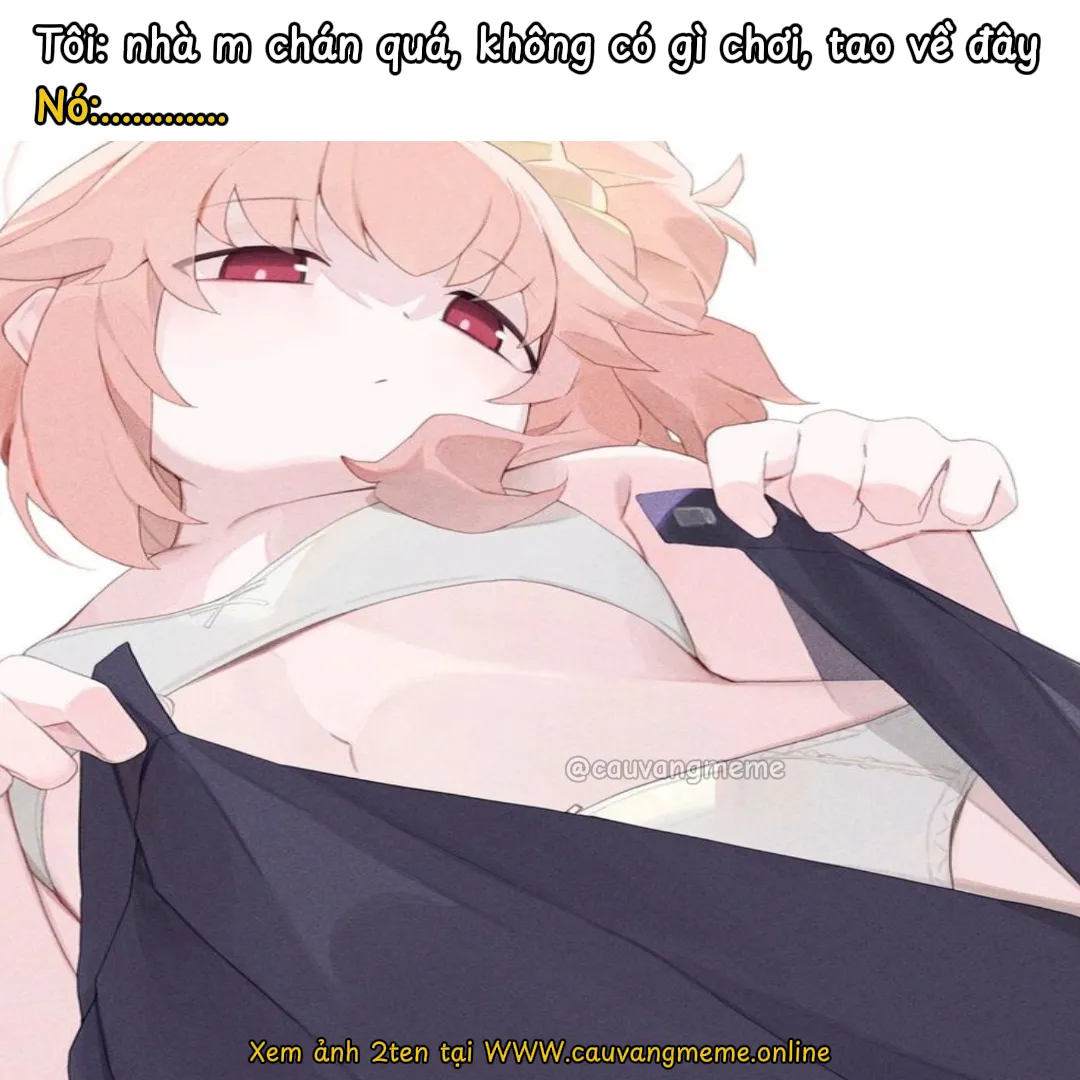 Tôi: nhà m chán quá, không có gì chơi, tao về đây
Nó:.............
@cauvangmeme
Xem ảnh 2ten tại WWW.cauvangmeme.online